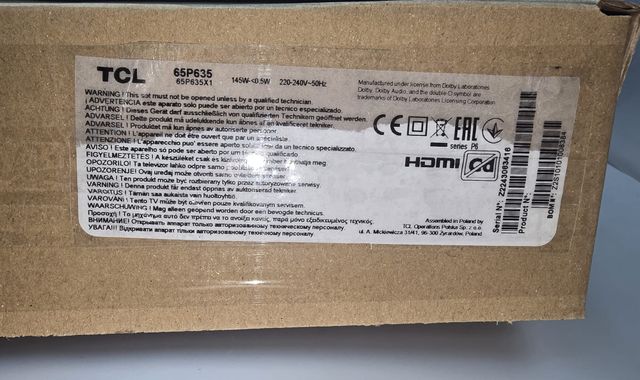 TCL
65P635
65P635X1
145W-<0.5W 220-240V~50Hz
Manufactured under license from Dolby Laboratories
Dolby, Dolby Audio, and the double-D symbol are
trademarks of Dolby Laboratories Licensing Corporation
WARNING! This set must not be opened unless by a qualified technician.
¡ADVERTENCIA este aparato solo puede ser abierto por un tecnico especializado.
ACHTUNG! Dieses Gerät darf ausschließlich von qualifizierten Technikern geöffnet werden.
ADVARSEL! Dette produkt må udelukkende kun åbnes af en kvalificeret tekniker.
ADVARSEL! Produktet må kun åpnes av autoriserte personer.
ATTENTION! L'appareil ne doit être ouvert que par un spécialiste.
ATTENZIONE! L'apparecchio puo' essere aperto solo da un tecnico specializzato.
AVISO! Este aparelho só pode ser aberto por um técnico qualificado.
FIGYELMEZTETÉS! A készüléket csak
OPOZORILO! Ta televizor lahko odpre samo
UPOZORENJE! Ovaj uređaj može otvoriti samo
UWAGA! Ten produkt może być rozbierany tylko przez autoryzowane serwisy.
VARNING! Denna produkt får endast öppnas av auktoriserad tekniker.
VAROITUS! Tämän saa aukaista vain huoltoyhtiö.
VAROVÁNÍ! Tento TV může být otevřen pouze kvalifikovaným servisem.
WAARSCHUWING! Mag alleen geopend worden door een bevoegde technicus.
Προσοχή! Το μηχάνημα αυτό δεν πρέπει να το ανοίξει κανείς, παρά μόνο εξειδικευμένος τεχνικός.
ВНИМАНИЕ! Открывать аппарат только авторизованному техническому персоналу.
УВАГА!!! Відкривати апарат тільки авторизованному технічному персоналу.
CE CE EAC
series P6
HDMI
Assembled in Poland by
TCL Operations Polska Sp. z o.o.
ul. A. Mickiewicza 31/41, 96-300 Żyrardów, Poland
Serial N°:
Product N°: